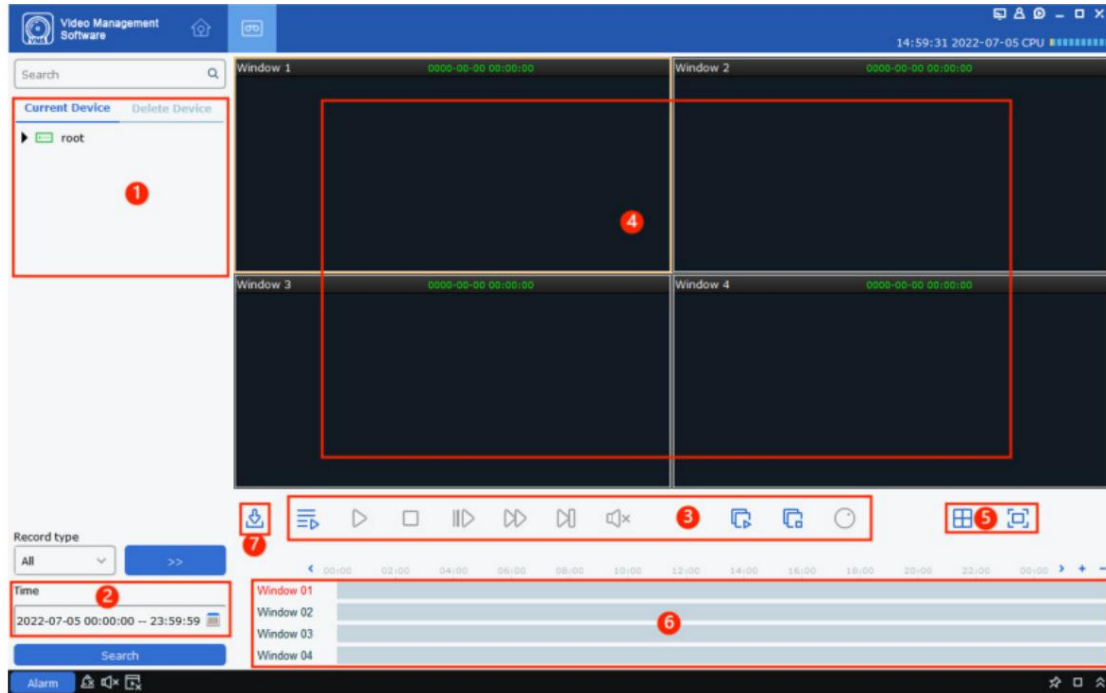 VMS
Video Management
Software
14:59:31 2022-07-05 CPU
Search
Current Device Delete Device
root
1
Window 1 0000-00-00 00:00:00
Window 2 0000-00-00 00:00:00
4
Window 3 0000-00-00 00:00:00
Window 4 0000-00-00 00:00:00
3
5
7
Record type
All
>>
Time
2
2022-07-05 00:00:00 -- 23:59:59
Search
00:00 02:00 04:00 06:00 08:00 10:00 12:00 14:00 16:00 18:00 20:00 22:00 00:00
Window 01
Window 02
Window 03
Window 04
6
Alarm